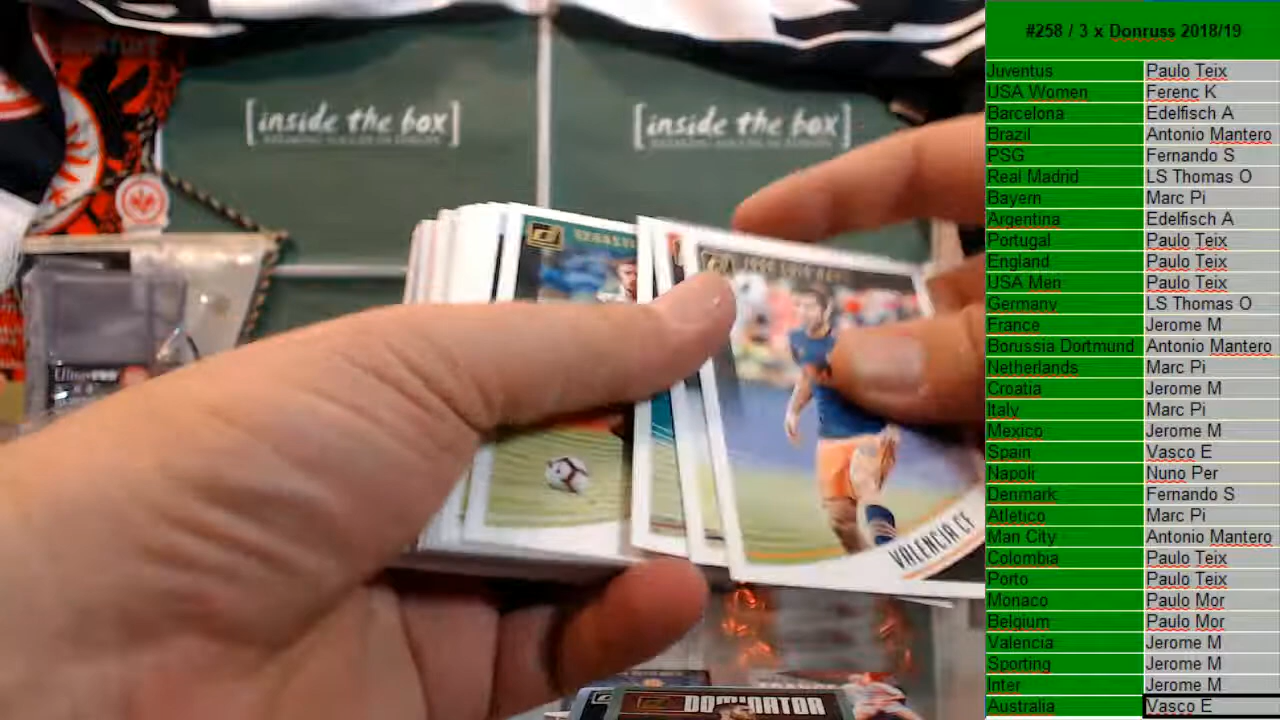 #258 / 3 x Donruss 2018/19
Juventus Paulo Teix
USA Women Ferenc K
Barcelona Edelfisch A
Brazil Antonio Mantero
PSG Fernando S
Real Madrid LS Thomas O
Bayern Marc Pi
Argentina Edelfisch A
Portugal Paulo Teix
England Paulo Teix
USA Men Paulo Teix
Germany LS Thomas O
France Jerome M
Borussia Dortmund Antonio Mantero
Netherlands Marc Pi
Croatia Jerome M
Italy Marc Pi
Mexico Jerome M
Spain Vasco E
Napoli Nuno Per
Denmark Fernando S
Atletico Marc Pi
Man City Antonio Mantero
Colombia Paulo Teix
Porto Paulo Teix
Monaco Paulo Mor
Belgium Paulo Mor
Valencia Jerome M
Sporting Jerome M
Inter Jerome M
Australia Vasco E
[inside the box]
[inside the box]
VALENCIA CF
DOMINATOR